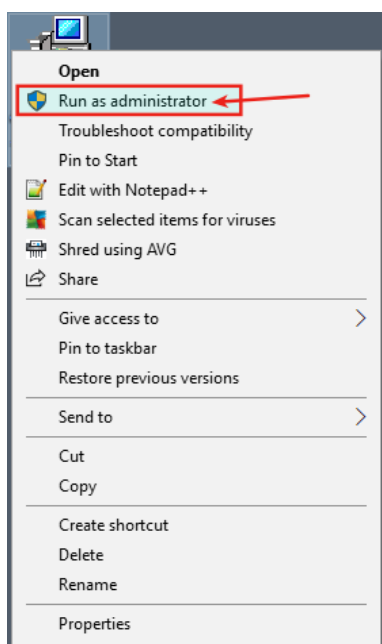 Open
Run as administrator
Troubleshoot compatibility
Pin to Start
Edit with Notepad++
Scan selected items for viruses
Shred using AVG
Share
Give access to
Pin to taskbar
Restore previous versions
Send to
Cut
Copy
Create shortcut
Delete
Rename
Properties